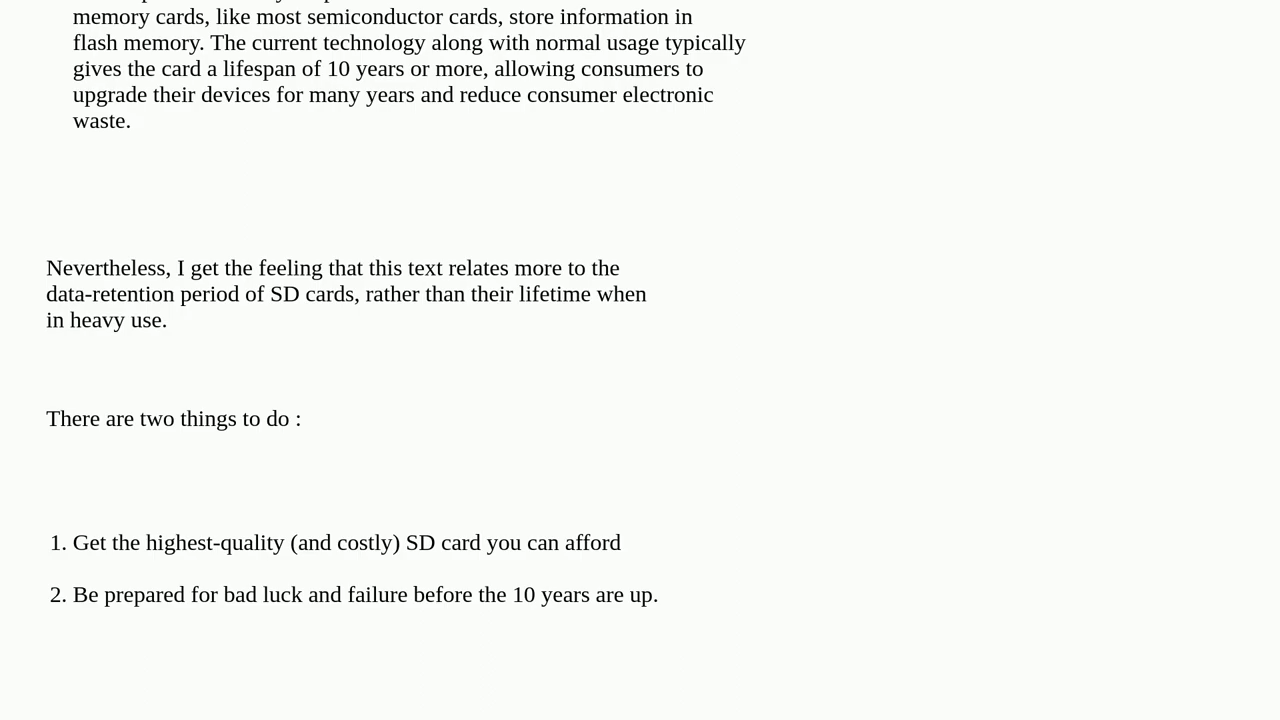 memory cards, like most semiconductor cards, store information in
flash memory. The current technology along with normal usage typically
gives the card a lifespan of 10 years or more, allowing consumers to
upgrade their devices for many years and reduce consumer electronic
waste.
Nevertheless, I get the feeling that this text relates more to the
data-retention period of SD cards, rather than their lifetime when
in heavy use.
There are two things to do :
1. Get the highest-quality (and costly) SD card you can afford
2. Be prepared for bad luck and failure before the 10 years are up.